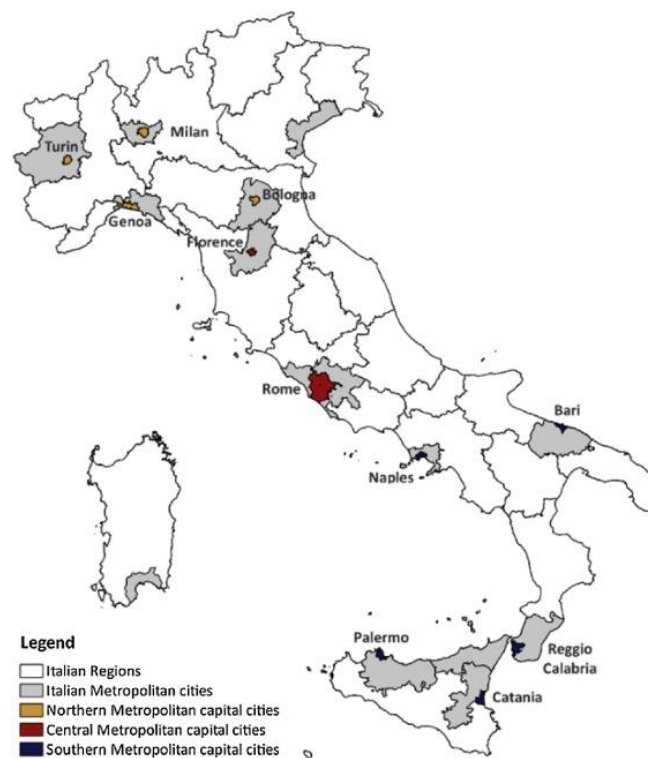 Milan
Turin
Bologna
Genoa
Florence
Rome
Bari
Naples
Palermo
Reggio
Calabria
Catania
Legend
Italian Regions
Italian Metropolitan cities
Northern Metropolitan capital cities
Central Metropolitan capital cities
Southern Metropolitan capital cities